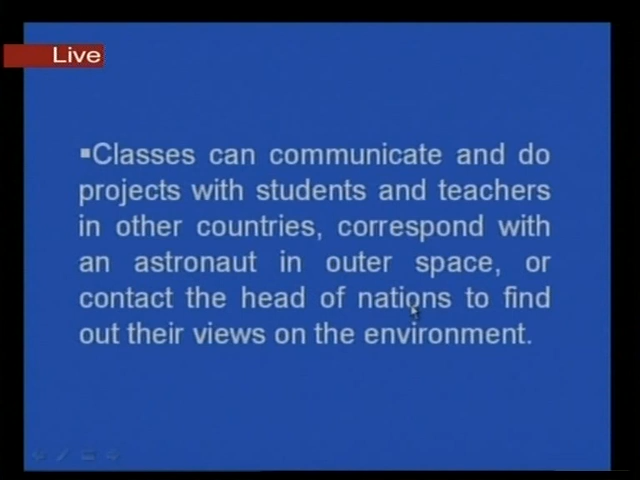 Live
▪Classes can communicate and do
projects with students and teachers
in other countries, correspond with
an astronaut in outer space, or
contact the head of nations to find
out their views on the environment.